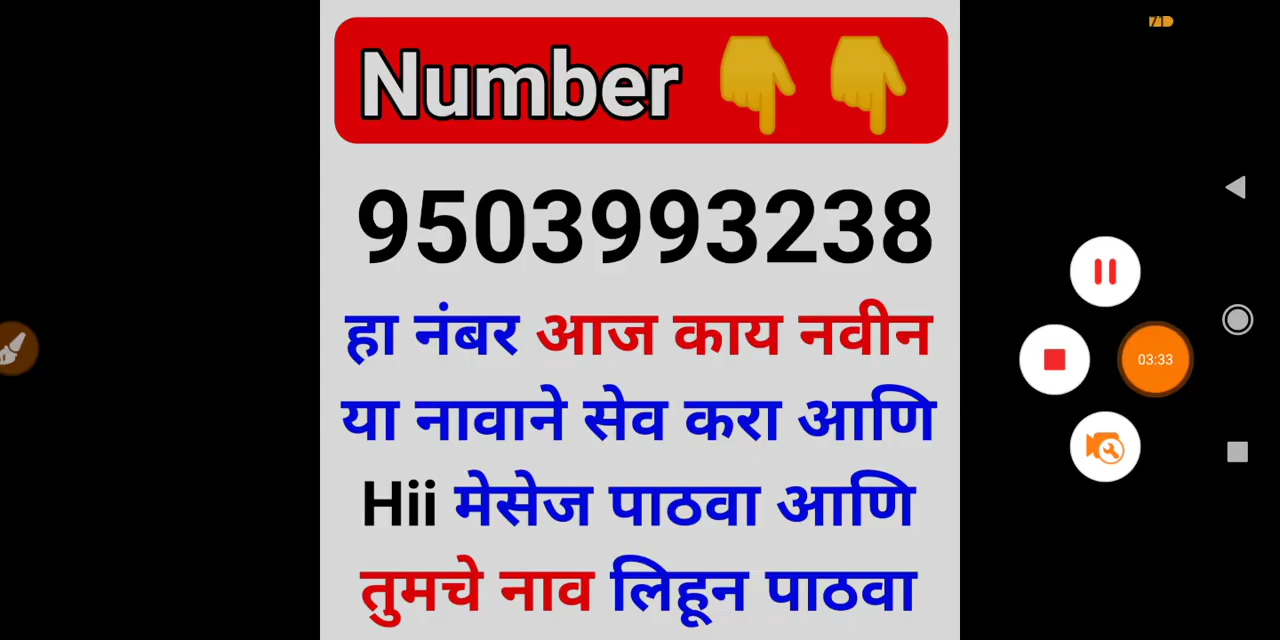 Number 👇 👇
9503993238
हा नंबर आज काय नवीन
या नावाने सेव करा आणि
Hii मेसेज पाठवा आणि
तुमचे नाव लिहून पाठवा
03:33